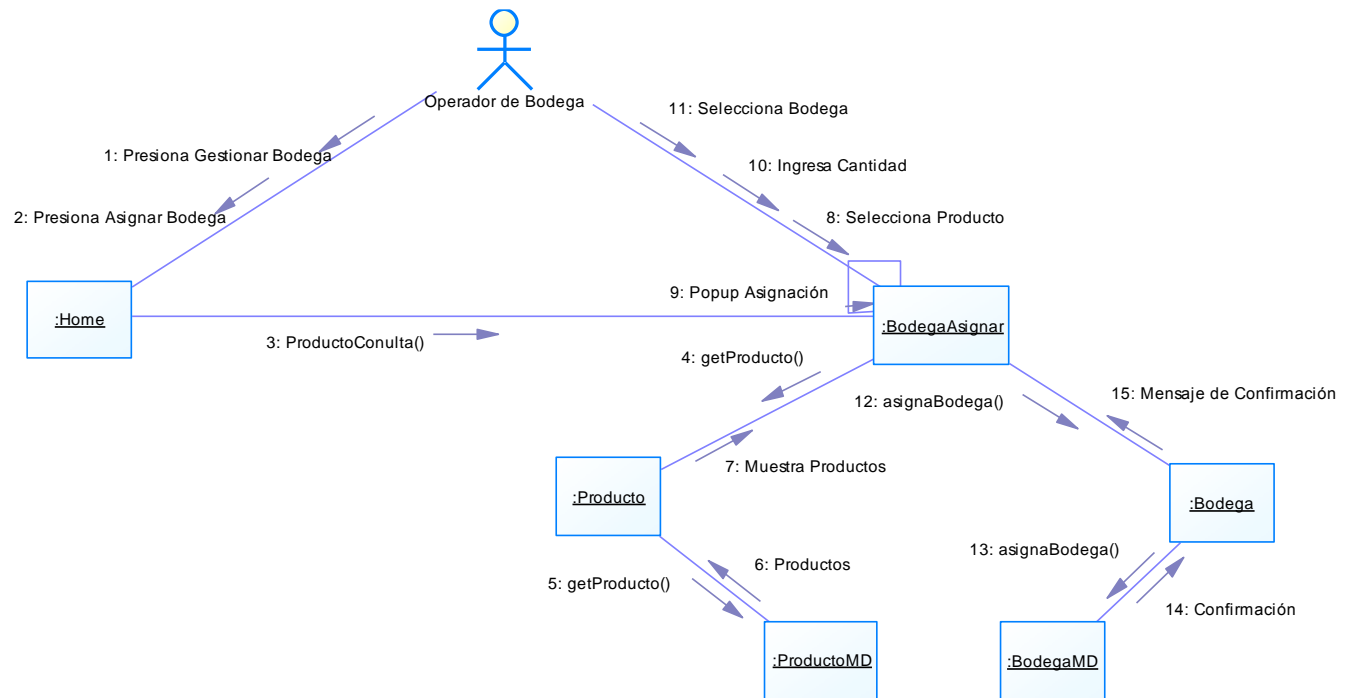 Operador de Bodega
11: Selecciona Bodega
1: Presiona Gestionar Bodega
10: Ingresa Cantidad
2: Presiona Asignar Bodega
8: Selecciona Producto
9: Popup Asignación
:Home
:BodegaAsignar
3: ProductoConulta()
4: getProducto()
12: asignaBodega()
15: Mensaje de Confirmación
7: Muestra Productos
:Producto
:Bodega
13: asignaBodega()
6: Productos
5: getProducto()
14: Confirmación
:ProductoMD
:BodegaMD